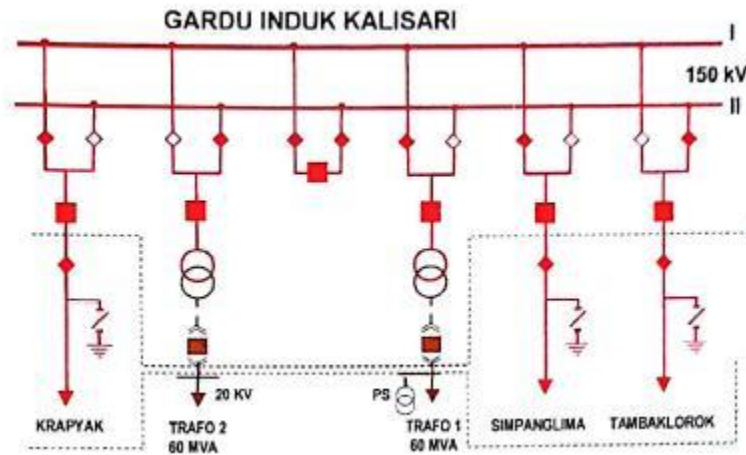 GARDU INDUK KALISARI
I
150 kV
II
20 KV
PS
KRAPYAK
TRAFO 2
60 MVA
TRAFO 1
60 MVA
SIMPANGLIMA
TAMBAKLOROK